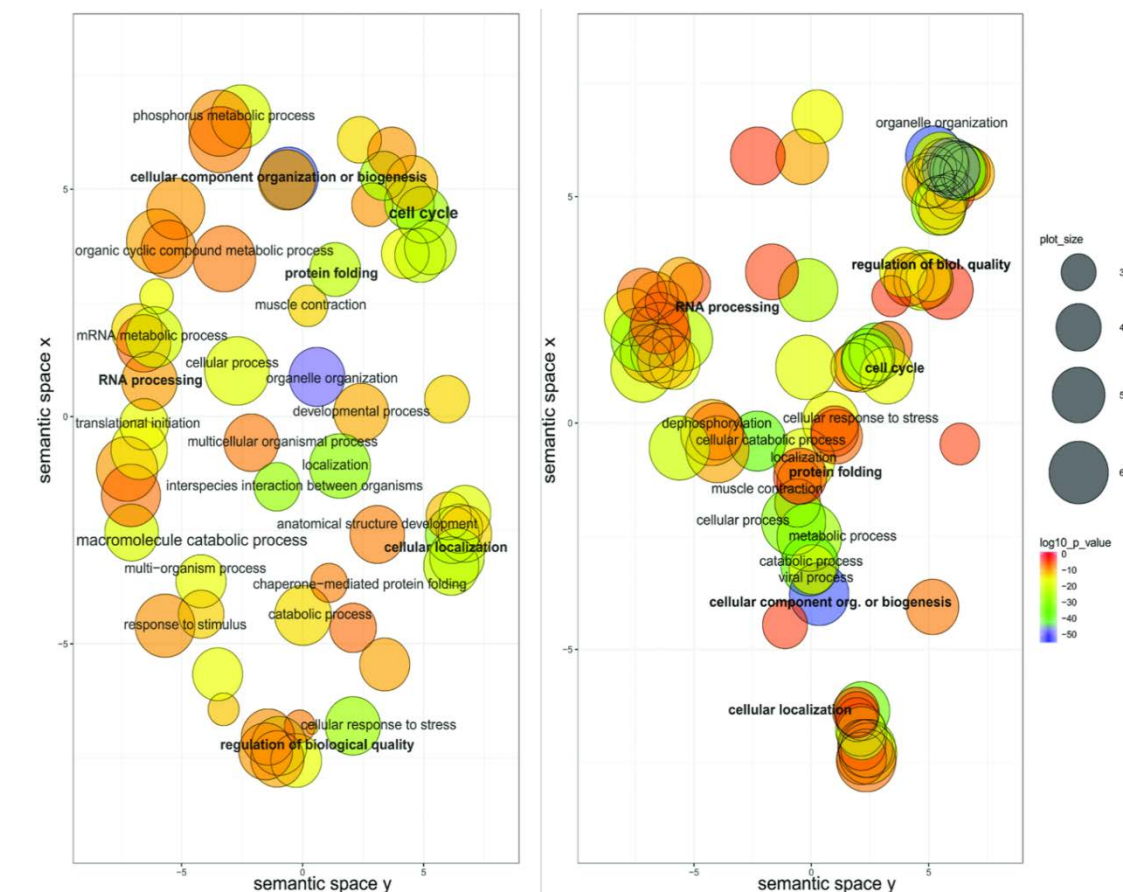 phosphorus metabolic process
cellular component organization or biogenesis
cell cycle
organic cyclic compound metabolic process
protein folding
muscle contraction
mRNA metabolic process
cellular process
RNA processing
organelle organization
developmental process
translational initiation
multicellular organismal process
localization
interspecies interaction between organisms
anatomical structure development
macromolecule catabolic process
cellular localization
multi−organism process
chaperone−mediated protein folding
catabolic process
response to stimulus
cellular response to stress
regulation of biological quality
semantic space x
5
0
−5
−5
0
5
semantic space y
organelle organization
regulation of biol. quality
RNA processing
cell cycle
cellular response to stress
dephosphorylation
cellular catabolic process
localization
protein folding
muscle contraction
cellular process
metabolic process
catabolic process
viral process
cellular component org. or biogenesis
cellular localization
semantic space x
5
0
−5
−5
0
5
semantic space y
plot_size
3
4
5
6
log10_p_value
0
−10
−20
−30
−40
−50